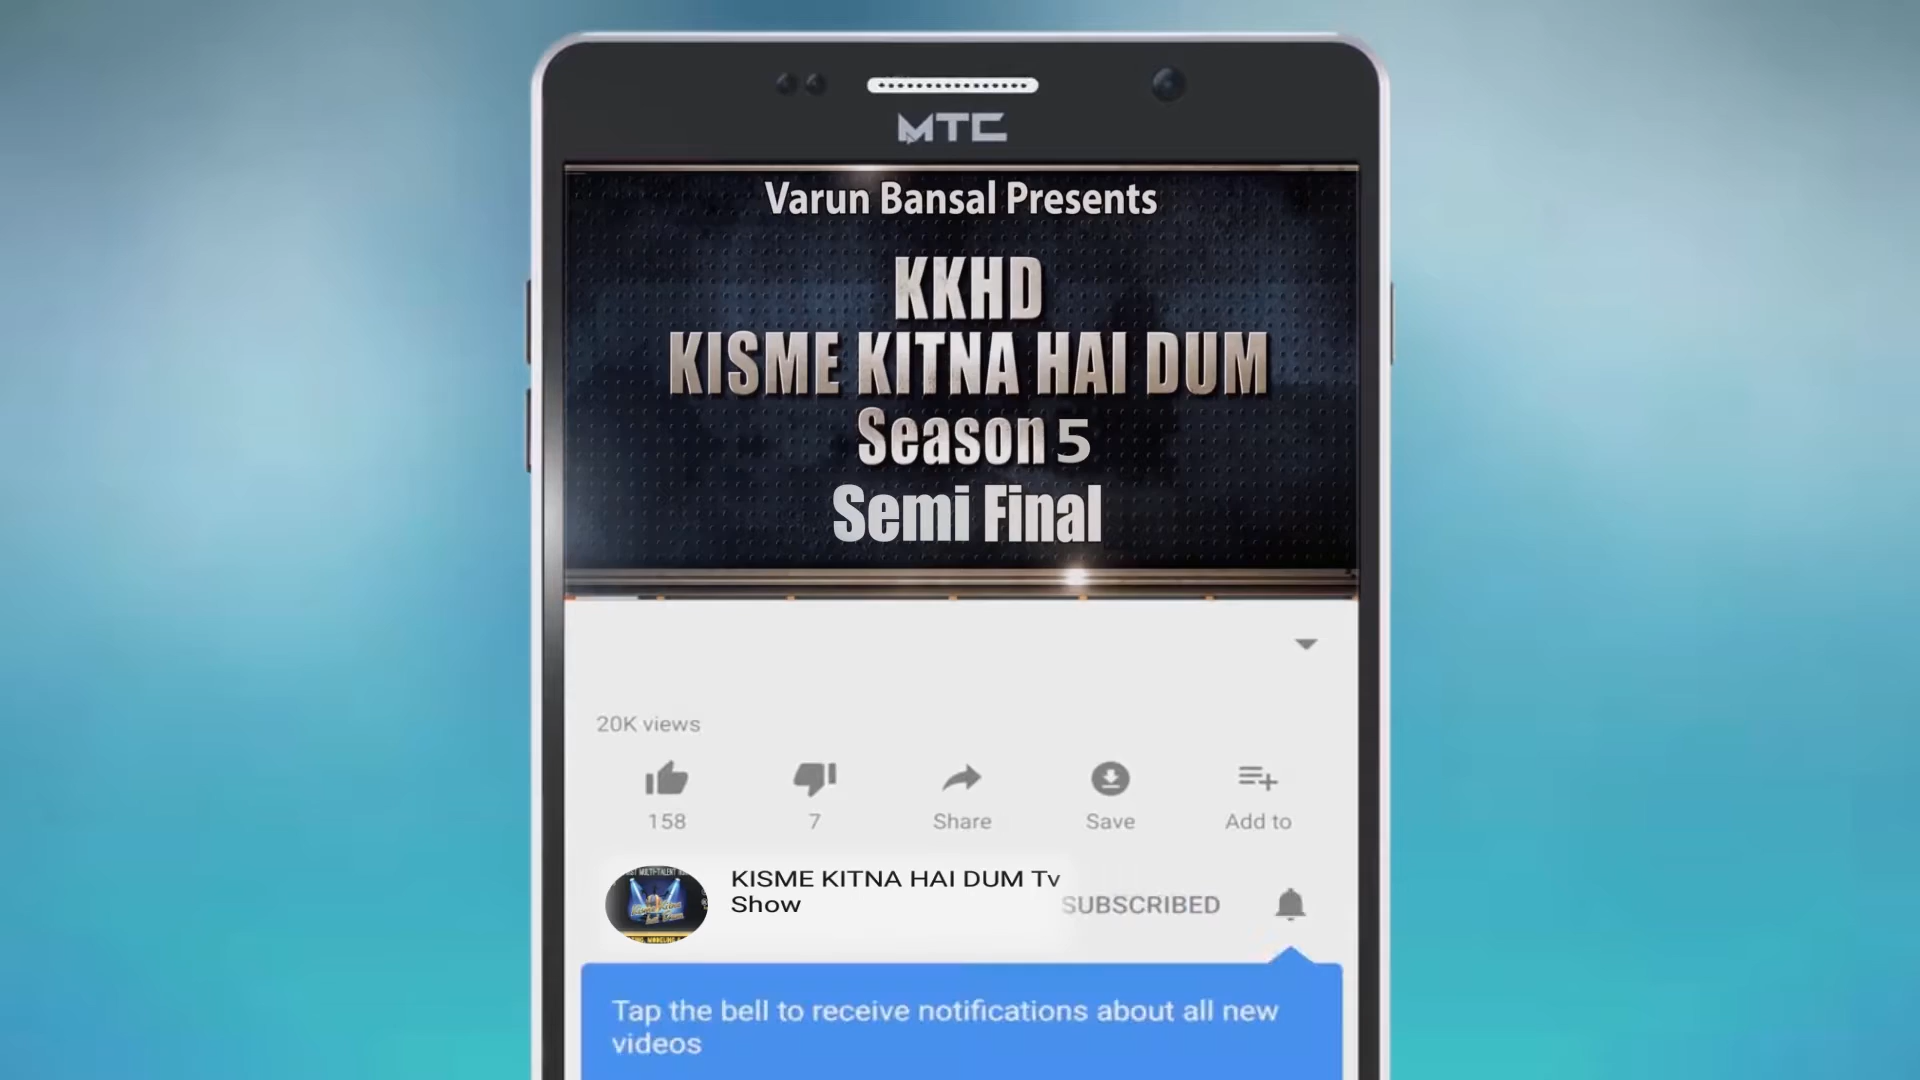 MTC
Varun Bansal Presents
KKHD
KISME KITNA HAI DUM
Season 5
Semi Final
20K views
158
7
Share
Save
Add to
KISME KITNA HAI DUM Tv
Show
SUBSCRIBED
Tap the bell to receive notifications about all new
videos